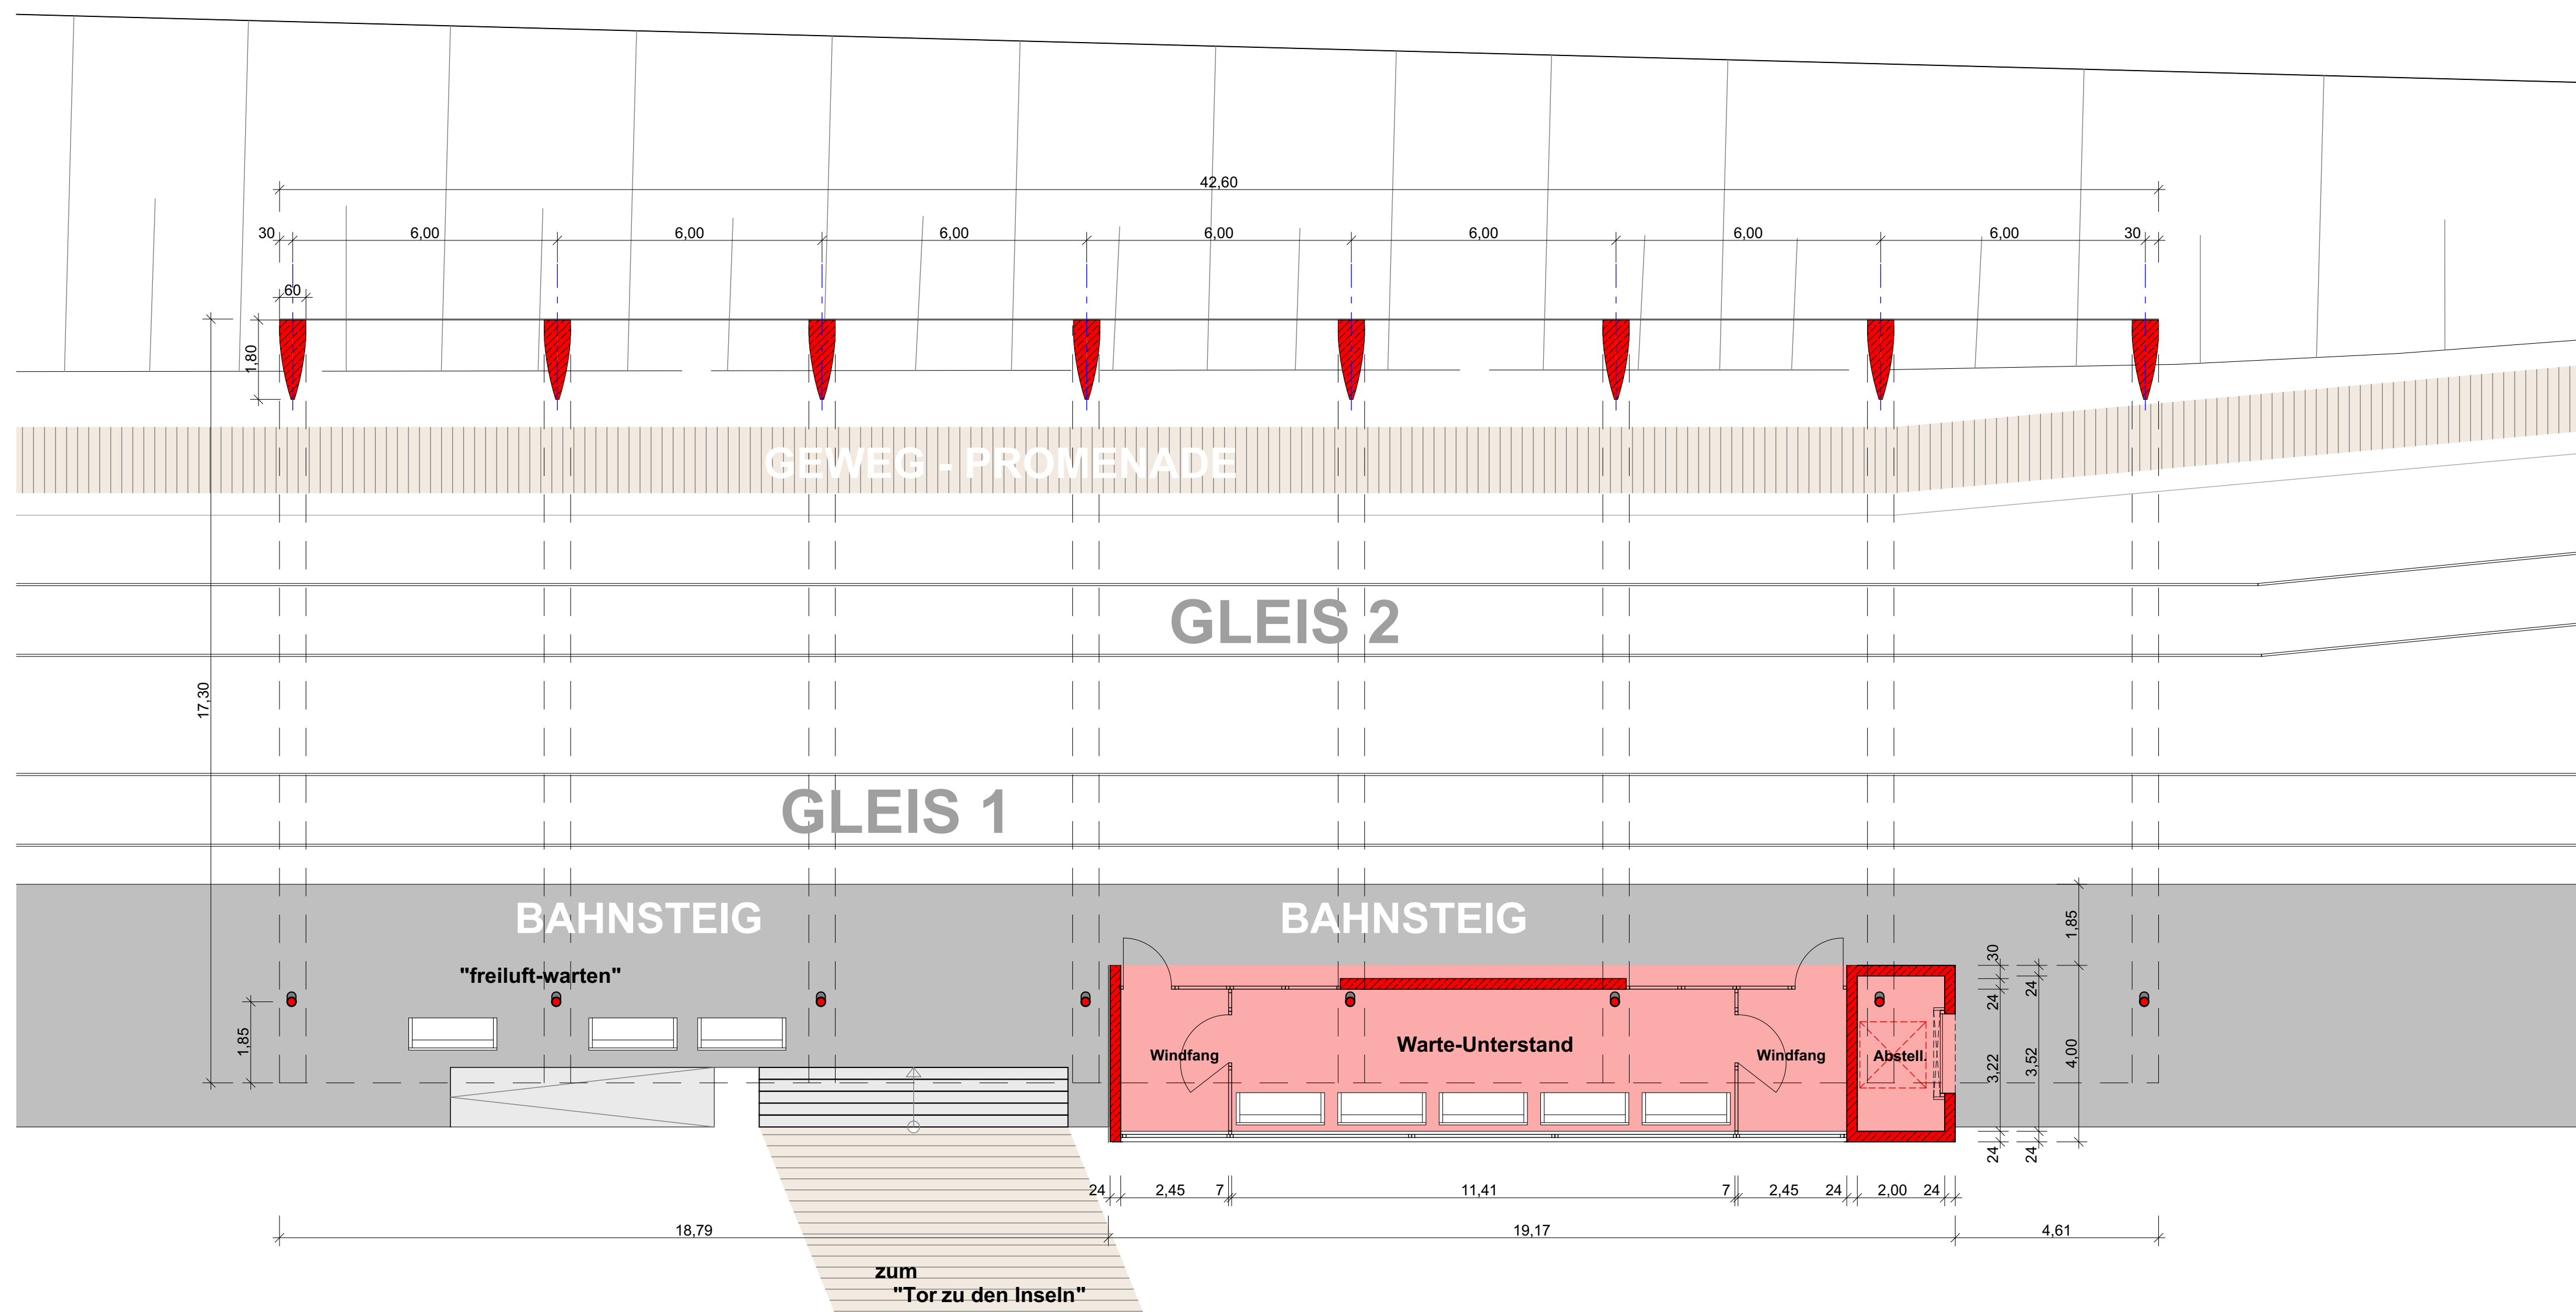 42,60
30 6,00 6,00 6,00 6,00 6,00 6,00 6,00 30
60
1,80
GEWEG - PROMENADE
GLEIS 2
17,30
GLEIS 1
BAHNSTEIG BAHNSTEIG
1,85
"freiluft-warten"
30
24 24
1,85
Warte-Unterstand
Windfang Windfang Abstell.
3,22 3,52 4,00
24 24
24 2,45 7 11,41 7 2,45 24 2,00 24
18,79 19,17 4,61
zum
"Tor zu den Inseln"